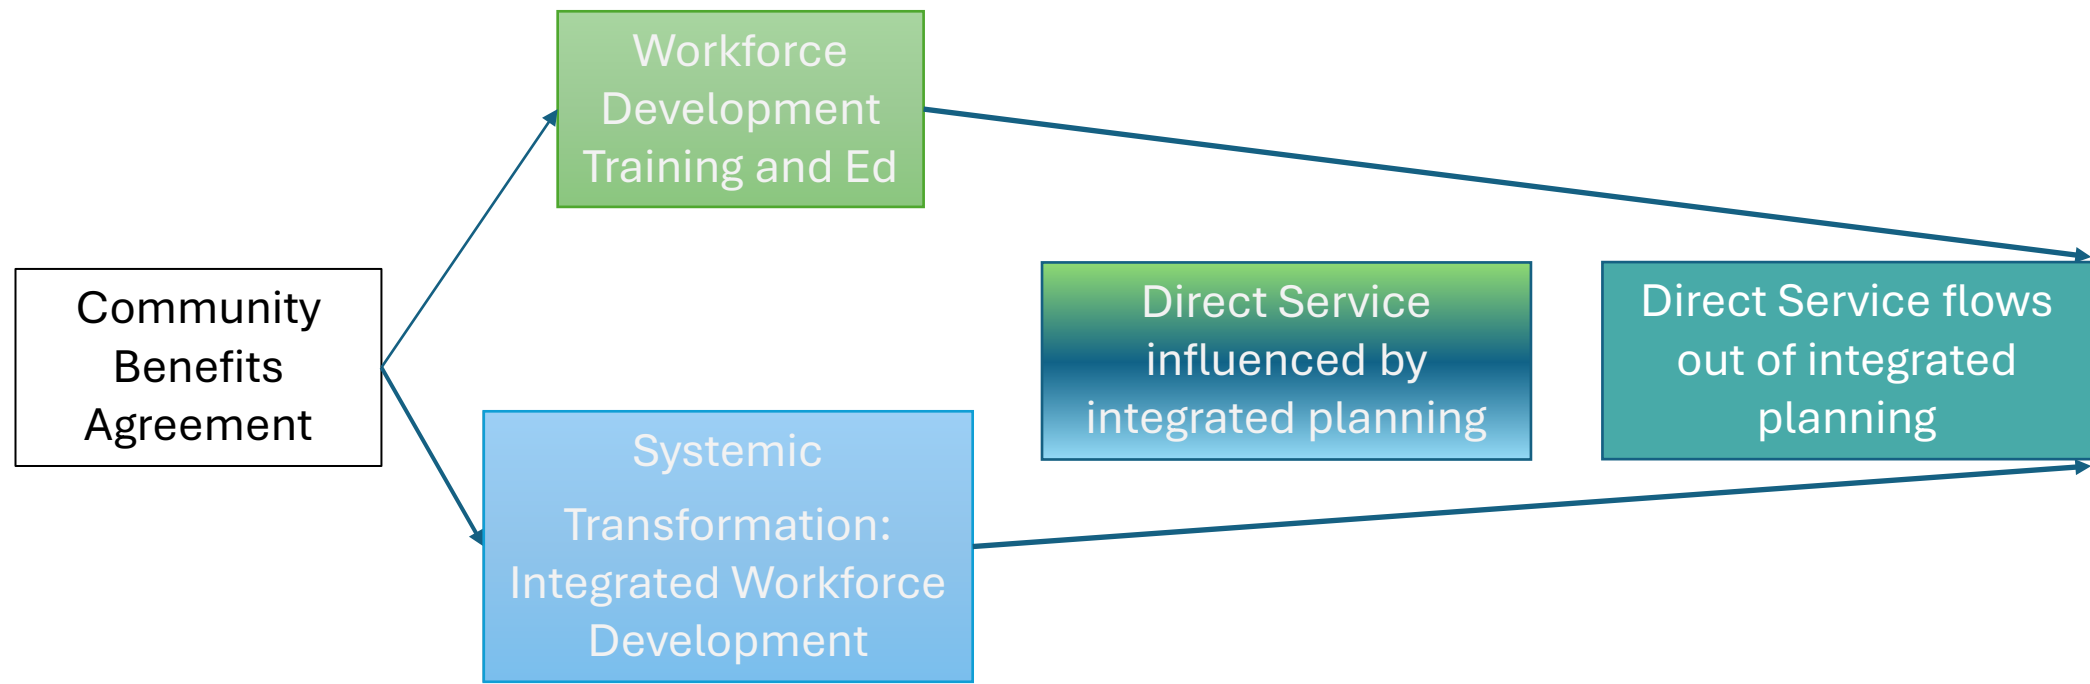 Workforce
Development
Training and Ed
Community
Benefits
Agreement
Systemic
Transformation:
Integrated Workforce
Development
Direct Service
influenced by
integrated planning
Direct Service flows
out of integrated
planning